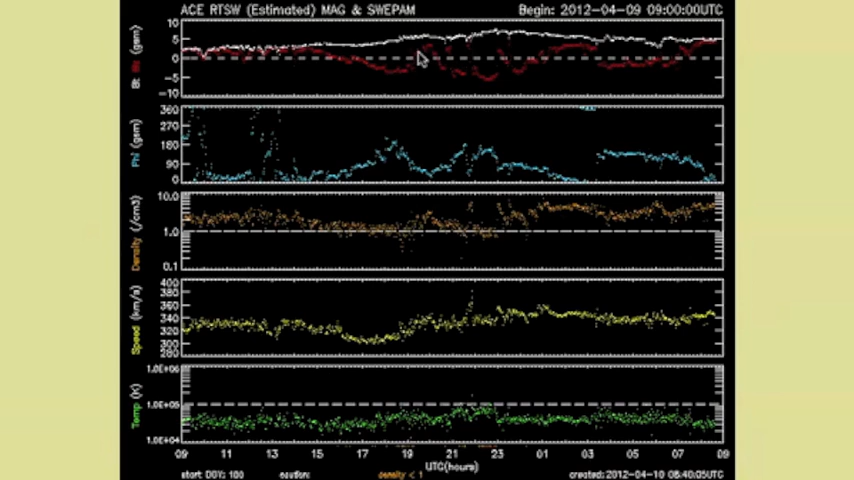 ACE RTSW (Estimated) MAG & SWEPAM Begin: 2012-04-09 09:00:00UTC
Bt Bz (gsm)
10
5
0
-5
-10
Phi (gsm)
360
270
180
90
0
Density (/cm3)
10.0
1.0
0.1
Speed (km/s)
400
380
360
340
320
300
280
Temp (K)
1.0E+06
1.0E+05
1.0E+04
09 11 13 15 17 19 21 23 01 03 05 07 09
UTC(hours)
start DOY: 100 caution: density < 1 created: 2012-04-10 08:40:05UTC